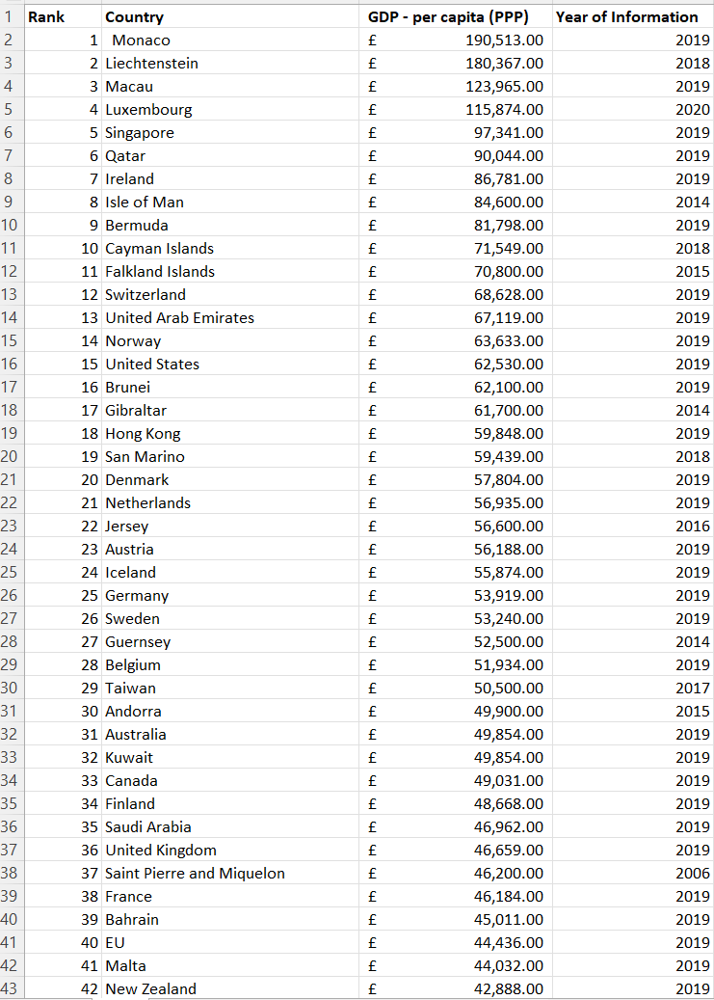 1 Rank Country GDP - per capita (PPP) Year of Information
2 1 Monaco £ 190,513.00 2019
3 2 Liechtenstein £ 180,367.00 2018
4 3 Macau £ 123,965.00 2019
5 4 Luxembourg £ 115,874.00 2020
6 5 Singapore £ 97,341.00 2019
7 6 Qatar £ 90,044.00 2019
8 7 Ireland £ 86,781.00 2019
9 8 Isle of Man £ 84,600.00 2014
10 9 Bermuda £ 81,798.00 2019
11 10 Cayman Islands £ 71,549.00 2018
12 11 Falkland Islands £ 70,800.00 2015
13 12 Switzerland £ 68,628.00 2019
14 13 United Arab Emirates £ 67,119.00 2019
15 14 Norway £ 63,633.00 2019
16 15 United States £ 62,530.00 2019
17 16 Brunei £ 62,100.00 2019
18 17 Gibraltar £ 61,700.00 2014
19 18 Hong Kong £ 59,848.00 2019
20 19 San Marino £ 59,439.00 2018
21 20 Denmark £ 57,804.00 2019
22 21 Netherlands £ 56,935.00 2019
23 22 Jersey £ 56,600.00 2016
24 23 Austria £ 56,188.00 2019
25 24 Iceland £ 55,874.00 2019
26 25 Germany £ 53,919.00 2019
27 26 Sweden £ 53,240.00 2019
28 27 Guernsey £ 52,500.00 2014
29 28 Belgium £ 51,934.00 2019
30 29 Taiwan £ 50,500.00 2017
31 30 Andorra £ 49,900.00 2015
32 31 Australia £ 49,854.00 2019
33 32 Kuwait £ 49,854.00 2019
34 33 Canada £ 49,031.00 2019
35 34 Finland £ 48,668.00 2019
36 35 Saudi Arabia £ 46,962.00 2019
37 36 United Kingdom £ 46,659.00 2019
38 37 Saint Pierre and Miquelon £ 46,200.00 2006
39 38 France £ 46,184.00 2019
40 39 Bahrain £ 45,011.00 2019
41 40 EU £ 44,436.00 2019
42 41 Malta £ 44,032.00 2019
43 42 New Zealand £ 42,888.00 2019